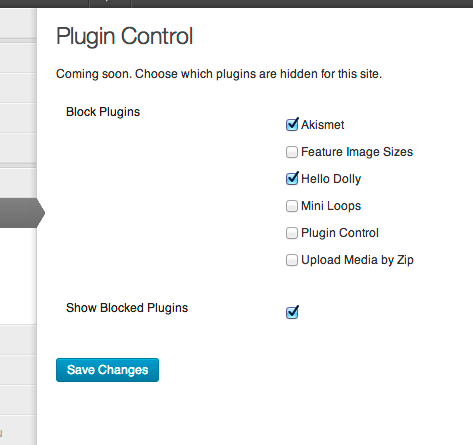 Plugin Control
Coming soon. Choose which plugins are hidden for this site.
Block Plugins
Akismet
Feature Image Sizes
Hello Dolly
Mini Loops
Plugin Control
Upload Media by Zip
Show Blocked Plugins
Save Changes